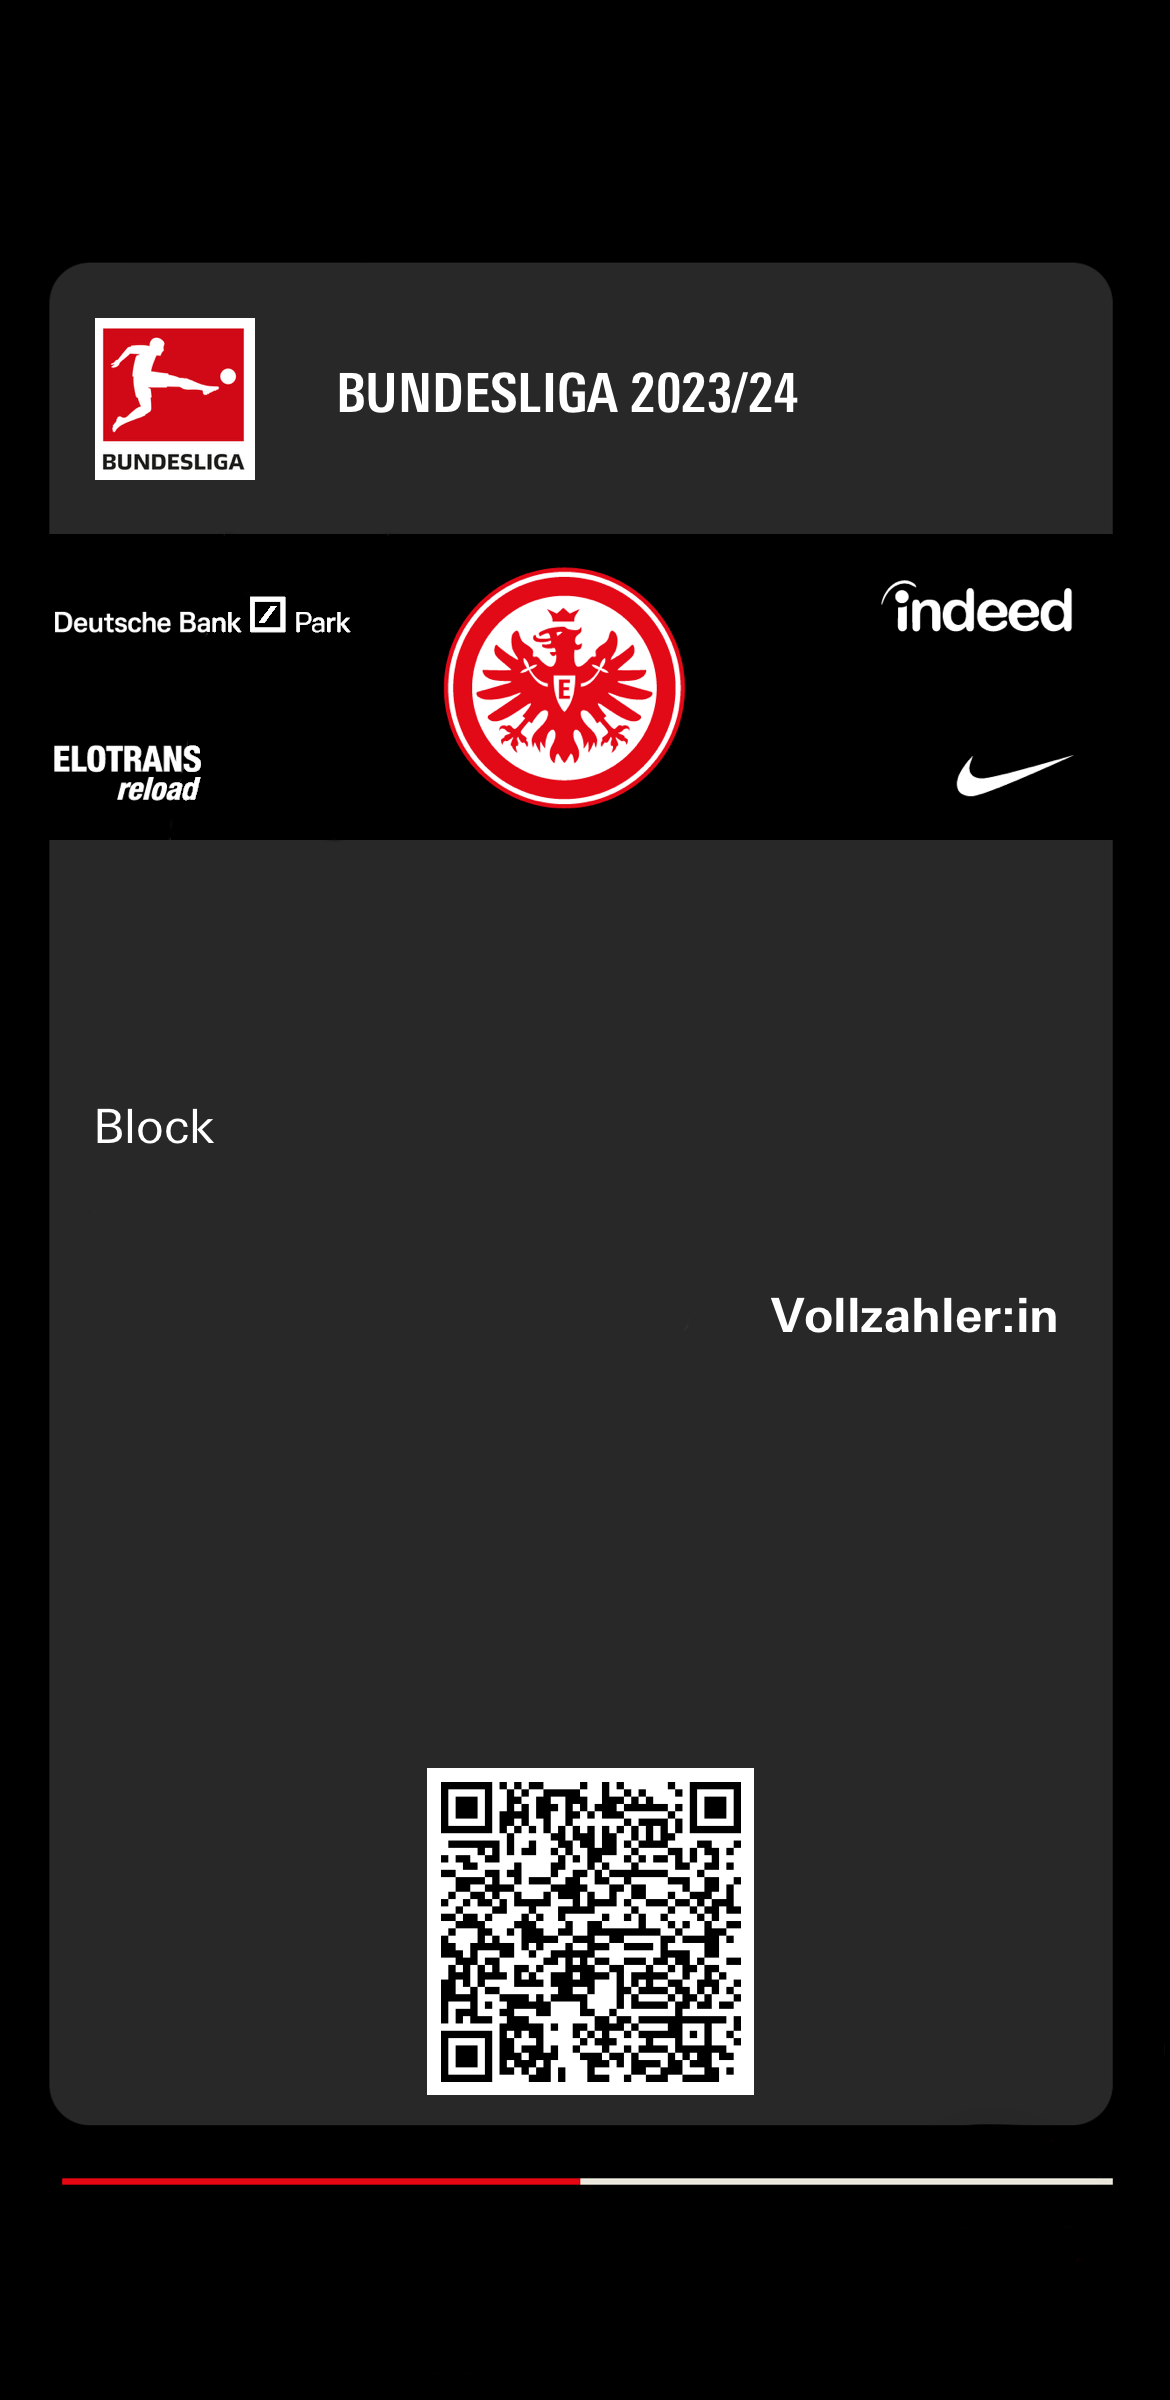 BUNDESLIGA
BUNDESLIGA 2023/24
Deutsche Bank Park
indeed
E
ELOTRANS
reload
Block
Vollzahler:in